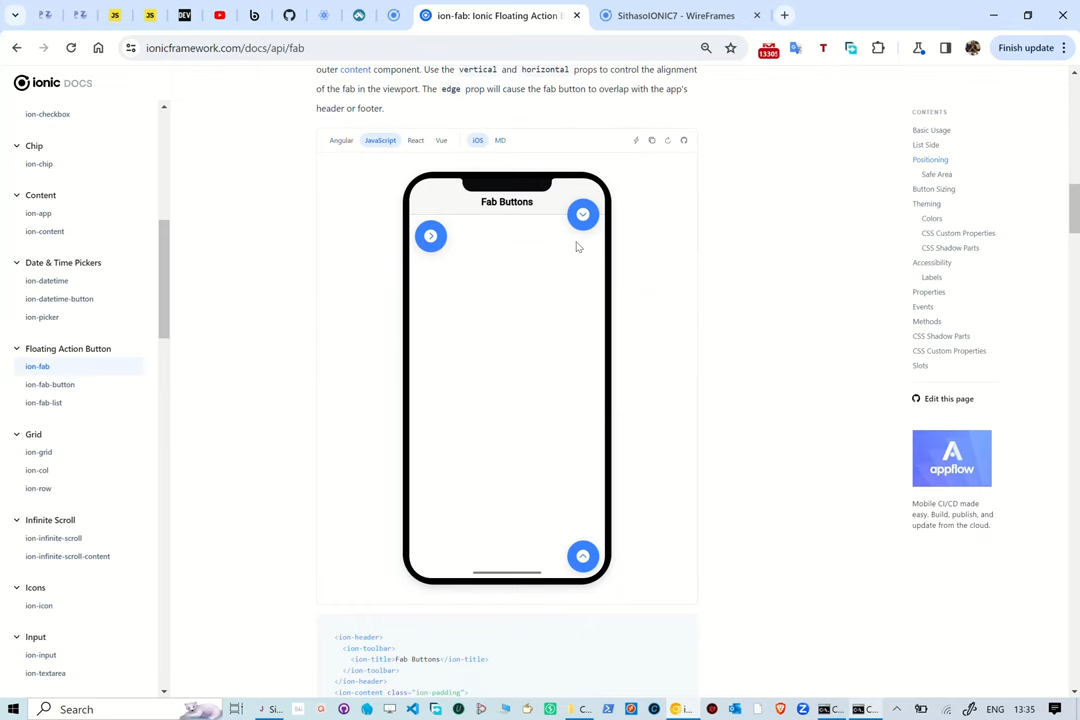 ion-fab: Ionic Floating Action B
SithasoIONIC7 - WireFrames
ionicframework.com/docs/api/fab
13305
Finish update
ionic DOCS
ion-checkbox
Chip
ion-chip
Content
ion-app
ion-content
Date & Time Pickers
ion-datetime
ion-datetime-button
ion-picker
Floating Action Button
ion-fab
ion-fab-button
ion-fab-list
Grid
ion-grid
ion-col
ion-row
Infinite Scroll
ion-infinite-scroll
ion-infinite-scroll-content
Icons
ion-icon
Input
ion-input
ion-textarea
outer content component. Use the vertical and horizontal props to control the alignment
of the fab in the viewport. The edge prop will cause the fab button to overlap with the app's
header or footer.
Angular JavaScript React Vue iOS MD
Fab Buttons
<ion-header>
<ion-toolbar>
<ion-title>Fab Buttons</ion-title>
</ion-toolbar>
</ion-header>
<ion-content class="ion-padding">
CONTENTS
Basic Usage
List Side
Positioning
Safe Area
Button Sizing
Theming
Colors
CSS Custom Properties
CSS Shadow Parts
Accessibility
Labels
Properties
Events
Methods
CSS Shadow Parts
CSS Custom Properties
Slots
Edit this page
appflow
Mobile CI/CD made
easy. Build, publish, and
update from the cloud.
Search
ENG 13:35